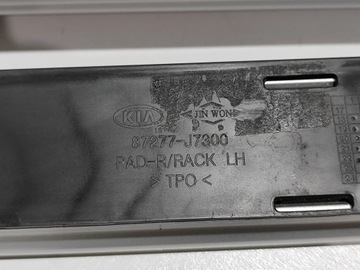 KIA JIN WON
87277-J7300
PAD-R/RACK LH
> TPO <